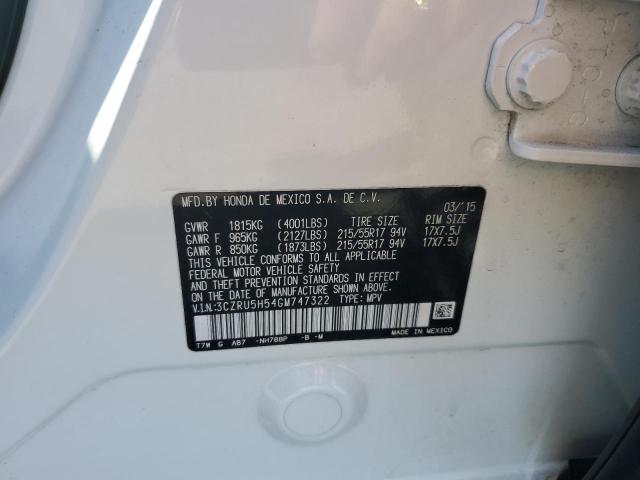 MFD.BY HONDA DE MEXICO S.A. DE C.V.
03/'15
GVWR 1815KG (4001LBS) TIRE SIZE RIM SIZE
GAWR F 965KG (2127LBS) 215/55R17 94V 17X7.5J
GAWR R 850KG (1873LBS) 215/55R17 94V 17X7.5J
THIS VEHICLE CONFORMS TO ALL APPLICABLE
FEDERAL MOTOR VEHICLE SAFETY
AND THEFT PREVENTION STANDARDS IN EFFECT ON THE DATE OF MANUFACTURE SHOWN ABOVE.
V.I.N.:3CZRU5H54GM747322 TYPE: MPV
MADE IN MEXICO
T7W G AB7 -NH788P -B -M